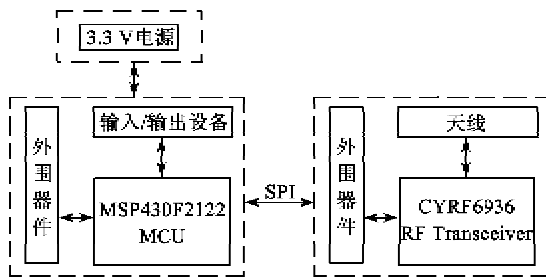 3.3 V电源
外围器件
输入/输出设备
MSP430F2122
MCU
SPI
外围器件
天线
CYRF6936
RF Transceiver